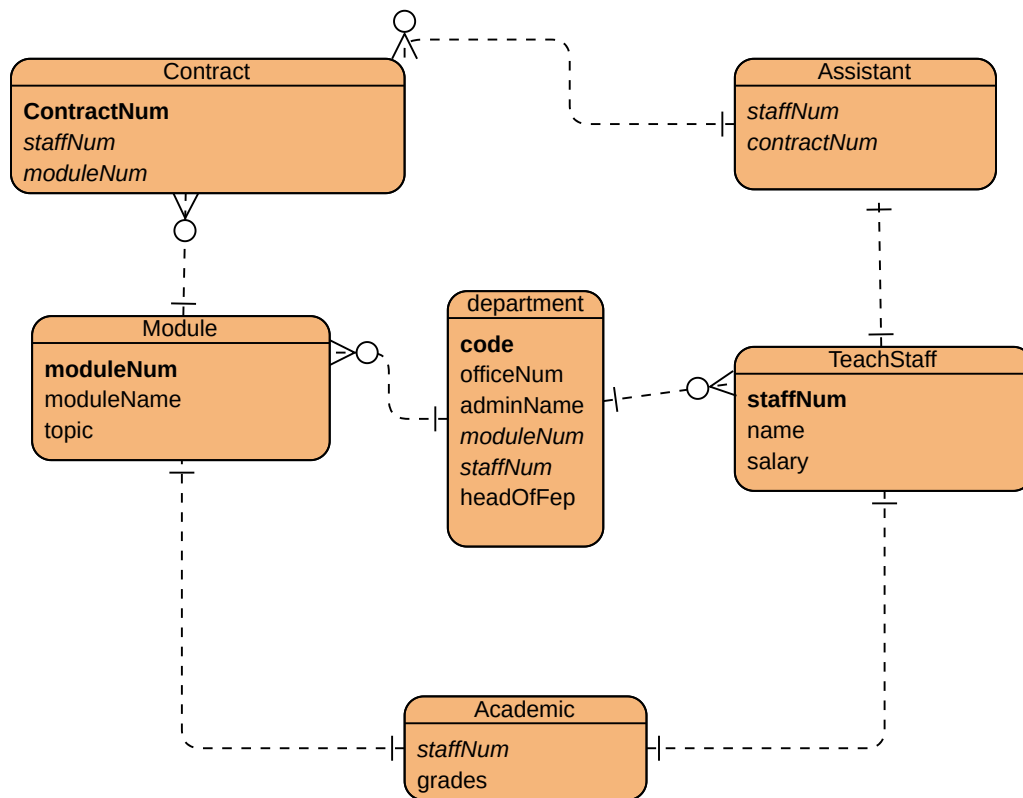 Contract
ContractNum
staffNum
moduleNum
Assistant
staffNum
contractNum
Module
moduleNum
moduleName
topic
department
code
officeNum
adminName
moduleNum
staffNum
headOfFep
TeachStaff
staffNum
name
salary
Academic
staffNum
grades